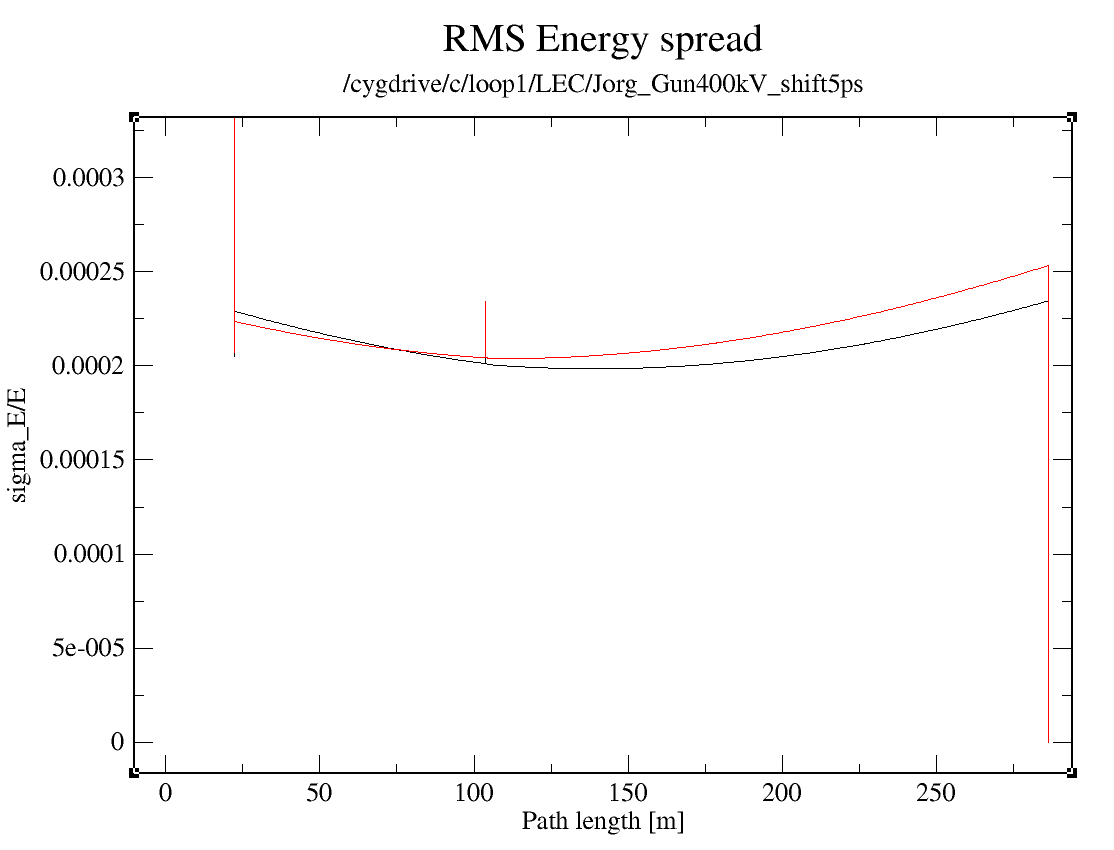 RMS Energy spread
/cygdrive/c/loop1/LEC/Jorg_Gun400kV_shift5ps
0.0003
0.00025
0.0002
0.00015
0.0001
5e-005
0
sigma_E/E
0 50 100 150 200 250
Path length [m]